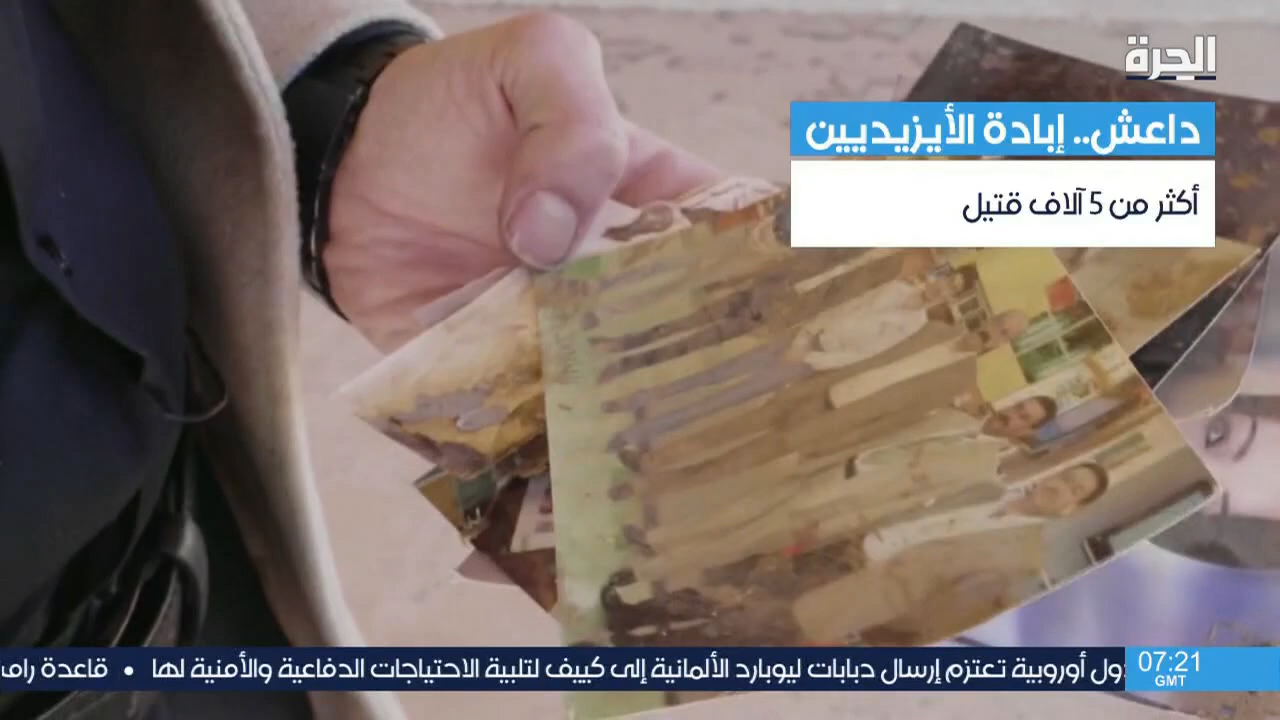 الحرة
داعش.. إبادة الأيزيديين
أكثر من 5 آلاف قتيل
أوروبية تعتزم إرسال دبابات ليوبارد الألمانية إلى كييف لتلبية الاحتياجات الدفاعية والأمنية لها • قاعدة
07:21
GMT